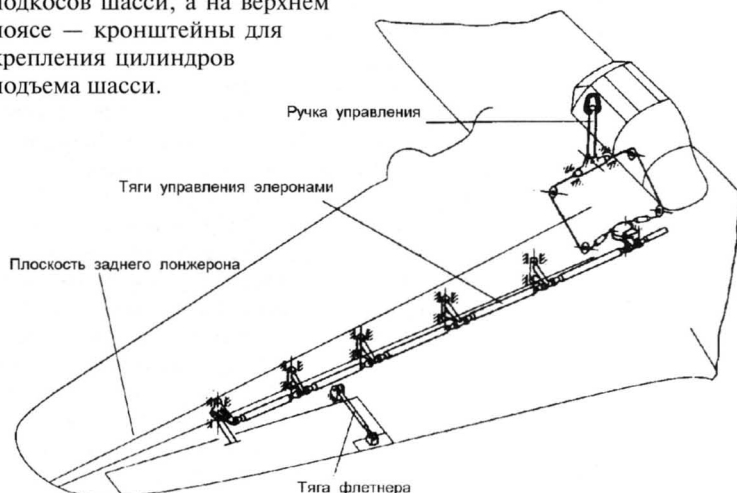 подкосов шасси, а на верхнем
поясе — кронштейны для
крепления цилиндров
подъема шасси.
Ручка управления
Тяги управления элеронами
Плоскость заднего лонжерона
Тяга флетнера